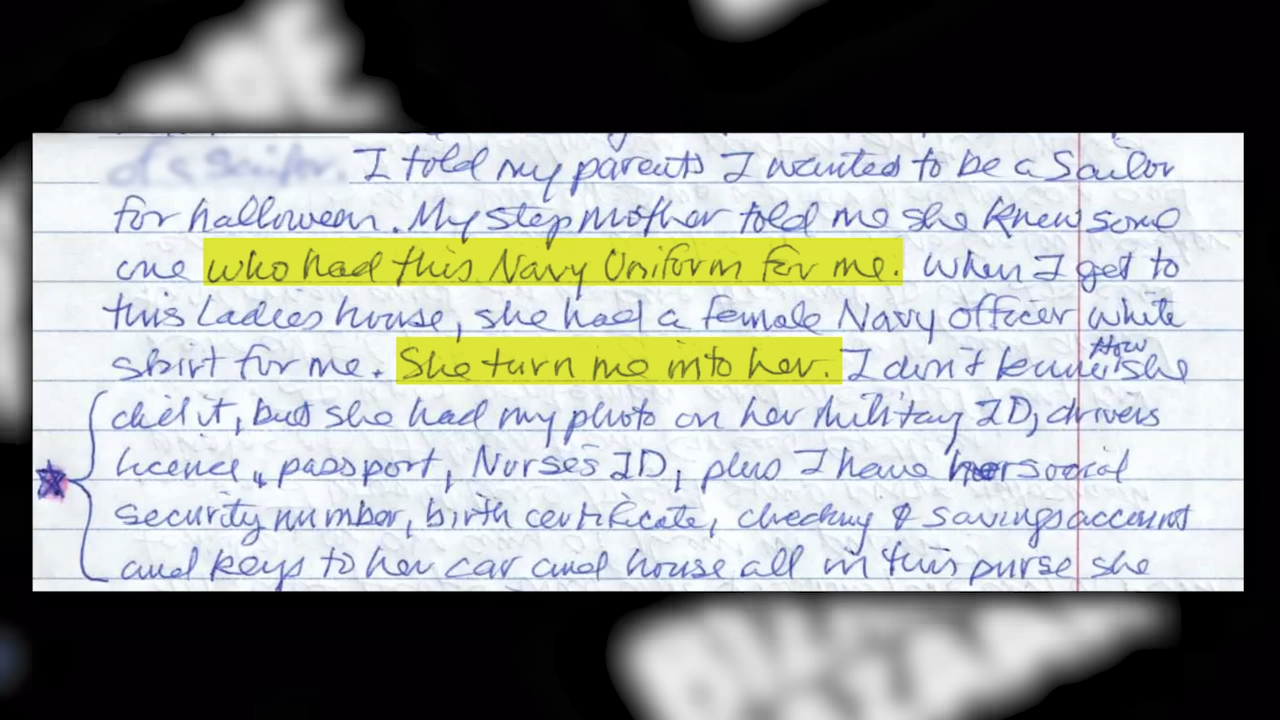 of a sailor. I told my parents I wanted to be a Sailor
for halloween. My step mother told me she knew some
one who had this Navy Uniform for me. When I get to
this Ladies house, she had a female Navy officer white
shirt for me. She turn me into her. I don't know How she
did it, but she had my photo on her military ID, drivers
licence, passport, Nurses ID, plus I have her social
security number, birth certificate, checking & savings account
and keys to her car and house all in this purse she